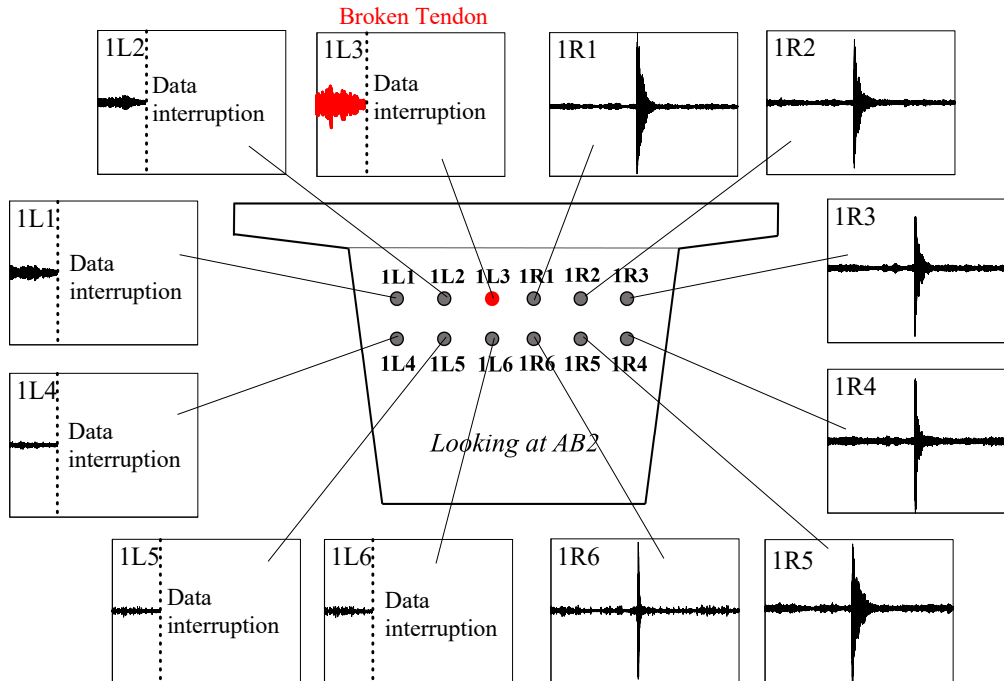 Broken Tendon
1L2
Data
interruption
1L3
Data
interruption
1R1
1R2
1L1
Data
interruption
1R3
1L1 1L2 1L3 1R1 1R2 1R3
1L4 1L5 1L6 1R6 1R5 1R4
1L4
Data
interruption
1R4
Looking at AB2
1L5
Data
interruption
1L6
Data
interruption
1R6
1R5